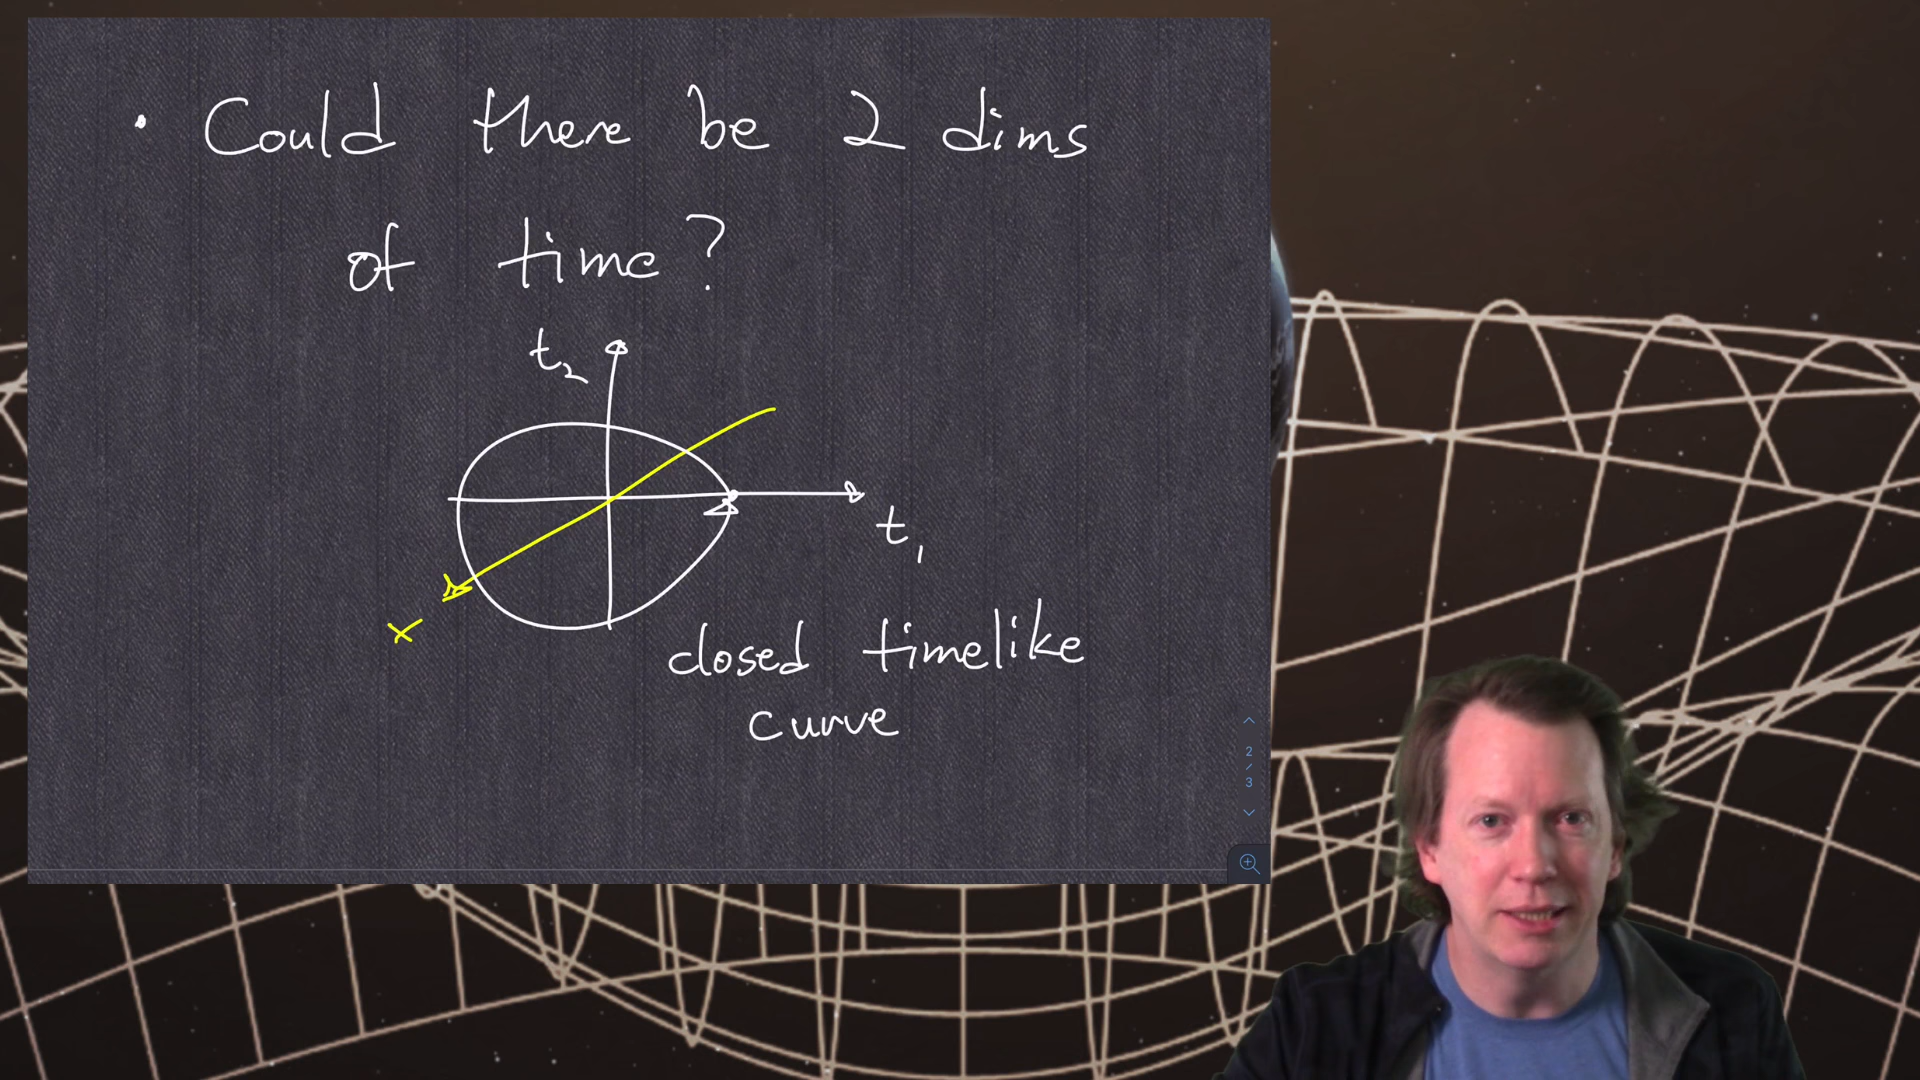 • Could there be 2 dims
of time?
t₂
t₁
x
closed timelike
curve
2
/
3